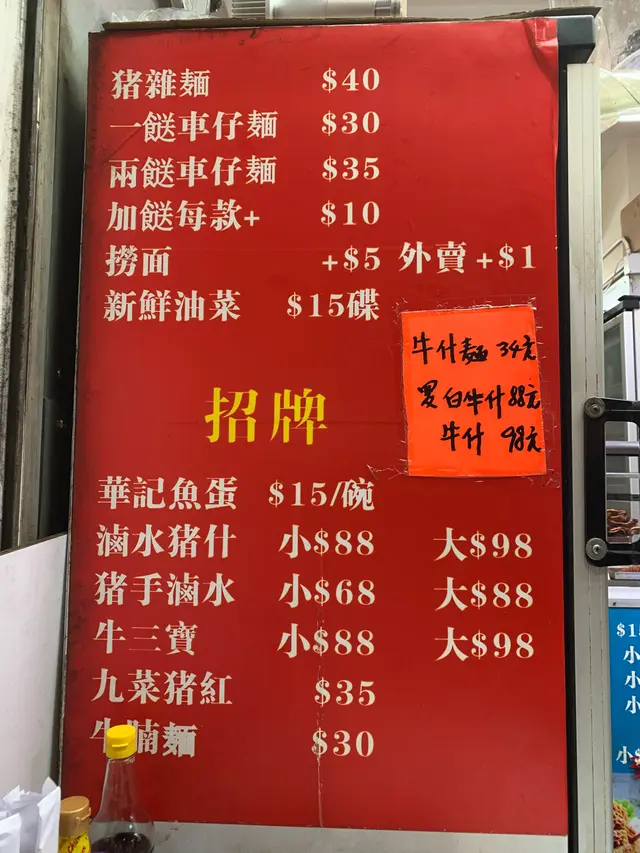 猪雜麵 $40
一餸車仔麵 $30
兩餸車仔麵 $35
加餸每款+ $10
撈面 +$5 外賣+$1
新鮮油菜 $15碟
牛什麵 34元
買白牛什88元
牛什 98元
招牌
華記魚蛋 $15/碗
滷水猪什 小$88 大$98
猪手滷水 小$68 大$88
牛三寶 小$88 大$98
九菜猪紅 $35
牛腩麵 $30
小
小
小